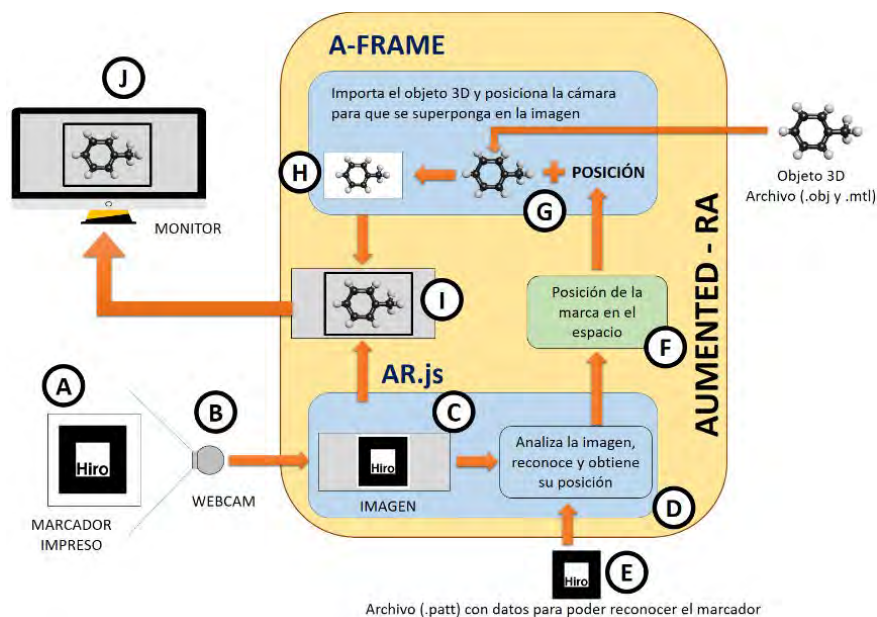 A-FRAME
J
Importa el objeto 3D y posiciona la cámara
para que se superponga en la imagen
H
POSICIÓN
G
Objeto 3D
Archivo (.obj y .mtl)
MONITOR
I
Posición de la
marca en el
espacio
F
AUMENTED - RA
AR.js
A
B
C
Hiro
Hiro
Analiza la imagen,
reconoce y obtiene
su posición
WEBCAM
IMAGEN
D
MARCADOR
IMPRESO
Hiro
E
Archivo (.patt) con datos para poder reconocer el marcador